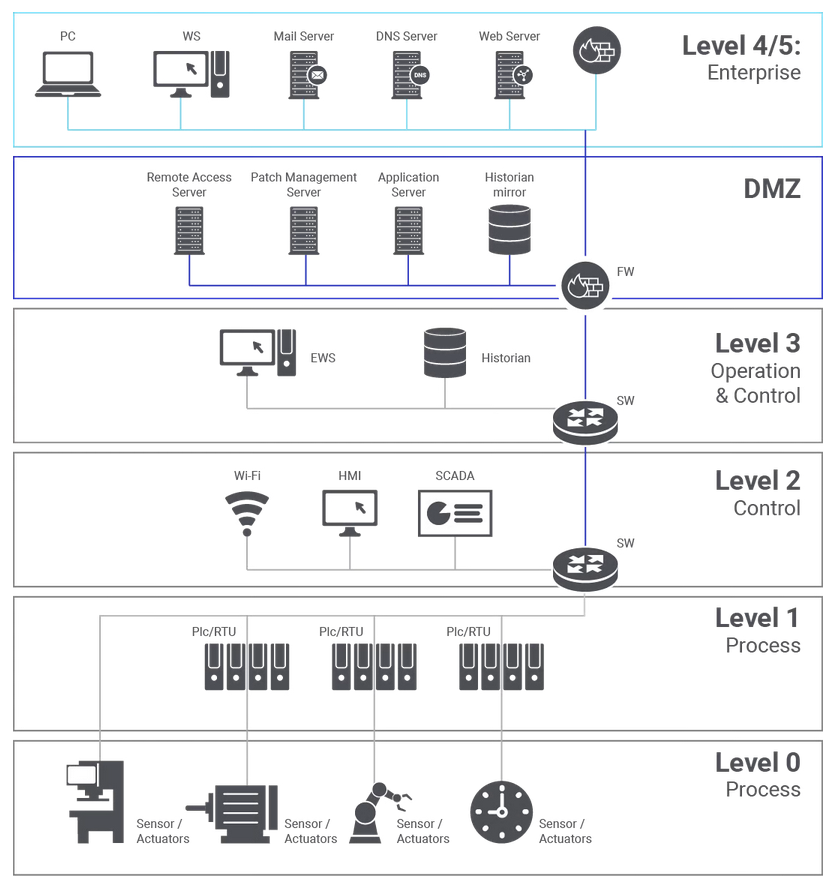 PC
WS
Mail Server
DNS Server
Web Server
DNS
Level 4/5:
Enterprise
Remote Access
Server
Patch Management
Server
Application
Server
Historian
mirror
DMZ
FW
EWS
Historian
Level 3
Operation
& Control
SW
Wi-Fi
HMI
SCADA
Level 2
Control
SW
Plc/RTU
Plc/RTU
Plc/RTU
Level 1
Process
Level 0
Process
Sensor /
Actuators
Sensor /
Actuators
Sensor /
Actuators
Sensor /
Actuators